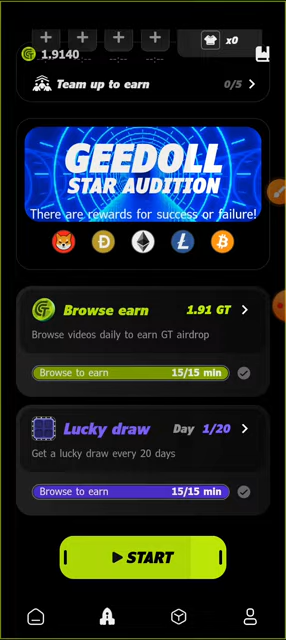 x0
1.9140
--:--
--:--
--:--
Team up to earn 0/5
GEEDOLL
STAR AUDITION
There are rewards for success or failure!
Browse earn 1.91 GT
Browse videos daily to earn GT airdrop
Browse to earn 15/15 min
Lucky draw Day 1/20
Get a lucky draw every 20 days
Browse to earn 15/15 min
START